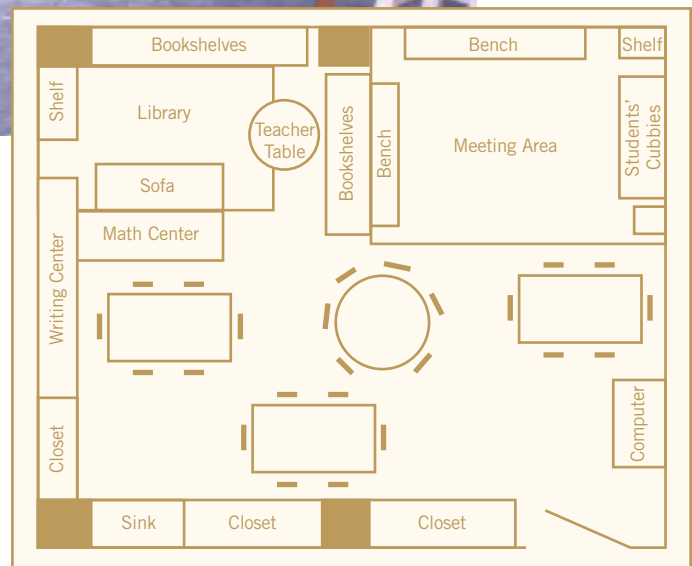 Bookshelves
Bench
Shelf
Shelf
Library
Teacher
Table
Bookshelves
Bench
Meeting Area
Students'
Cubbies
Sofa
Math Center
Writing Center
Computer
Closet
Sink
Closet
Closet